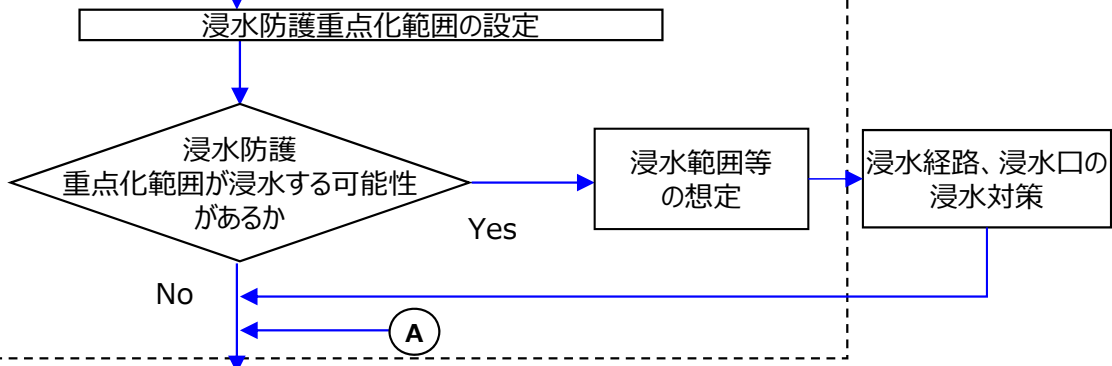 浸水防護重点化範囲の設定
浸水防護
重点化範囲が浸水する可能性
があるか
Yes
No
浸水範囲等
の想定
浸水経路、浸水口の
浸水対策
A